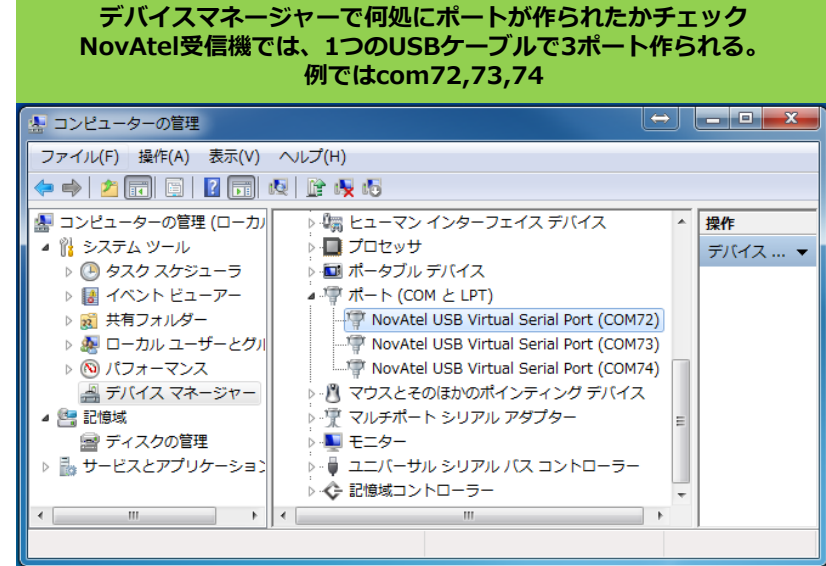 デバイスマネージャーで何処にポートが作られたかチェック
NovAtel受信機では、1つのUSBケーブルで3ポート作られる。
例ではcom72,73,74
コンピューターの管理
ファイル(F) 操作(A) 表示(V) ヘルプ(H)
コンピューターの管理 (ローカル
システム ツール
タスク スケジューラ
イベント ビューアー
共有フォルダー
ローカル ユーザーとグル
パフォーマンス
デバイス マネージャー
記憶域
ディスクの管理
サービスとアプリケーション
ヒューマン インターフェイス デバイス
プロセッサ
ポータブル デバイス
ポート (COM と LPT)
NovAtel USB Virtual Serial Port (COM72)
NovAtel USB Virtual Serial Port (COM73)
NovAtel USB Virtual Serial Port (COM74)
マウスとそのほかのポインティング デバイス
マルチポート シリアル アダプター
モニター
ユニバーサル シリアル バス コントローラー
記憶域コントローラー
操作
デバイス ...